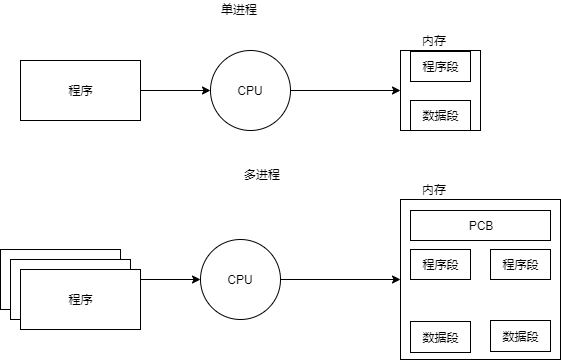 单进程
内存
程序
CPU
程序段
数据段
多进程
内存
PCB
程序
CPU
程序段 程序段
数据段 数据段